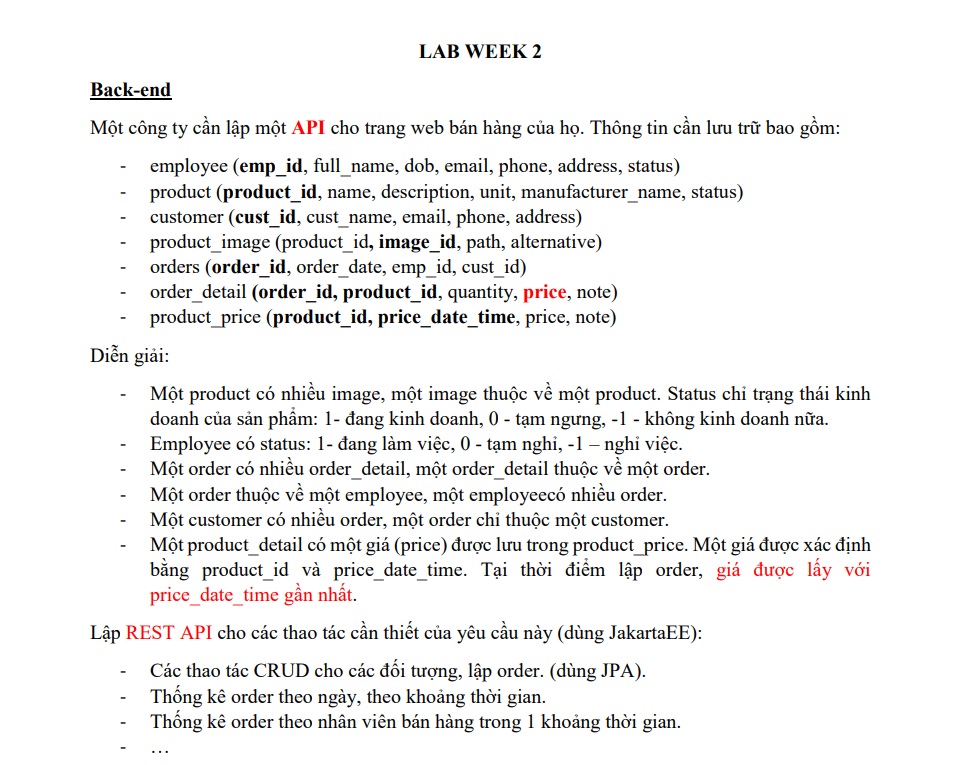 LAB WEEK 2
Back-end
Một công ty cần lập một API cho trang web bán hàng của họ. Thông tin cần lưu trữ bao gồm:
- employee (emp_id, full_name, dob, email, phone, address, status)
- product (product_id, name, description, unit, manufacturer_name, status)
- customer (cust_id, cust_name, email, phone, address)
- product_image (product_id, image_id, path, alternative)
- orders (order_id, order_date, emp_id, cust_id)
- order_detail (order_id, product_id, quantity, price, note)
- product_price (product_id, price_date_time, price, note)
Diễn giải:
- Một product có nhiều image, một image thuộc về một product. Status chỉ trạng thái kinh
doanh của sản phẩm: 1- đang kinh doanh, 0 - tạm ngưng, -1 - không kinh doanh nữa.
- Employee có status: 1- đang làm việc, 0 - tạm nghỉ, -1 – nghỉ việc.
- Một order có nhiều order_detail, một order_detail thuộc về một order.
- Một order thuộc về một employee, một employeecó nhiều order.
- Một customer có nhiều order, một order chỉ thuộc một customer.
- Một product_detail có một giá (price) được lưu trong product_price. Một giá được xác định
bằng product_id và price_date_time. Tại thời điểm lập order, giá được lấy với
price_date_time gần nhất.
Lập REST API cho các thao tác cần thiết của yêu cầu này (dùng JakartaEE):
- Các thao tác CRUD cho các đối tượng, lập order. (dùng JPA).
- Thống kê order theo ngày, theo khoảng thời gian.
- Thống kê order theo nhân viên bán hàng trong 1 khoảng thời gian.
- …